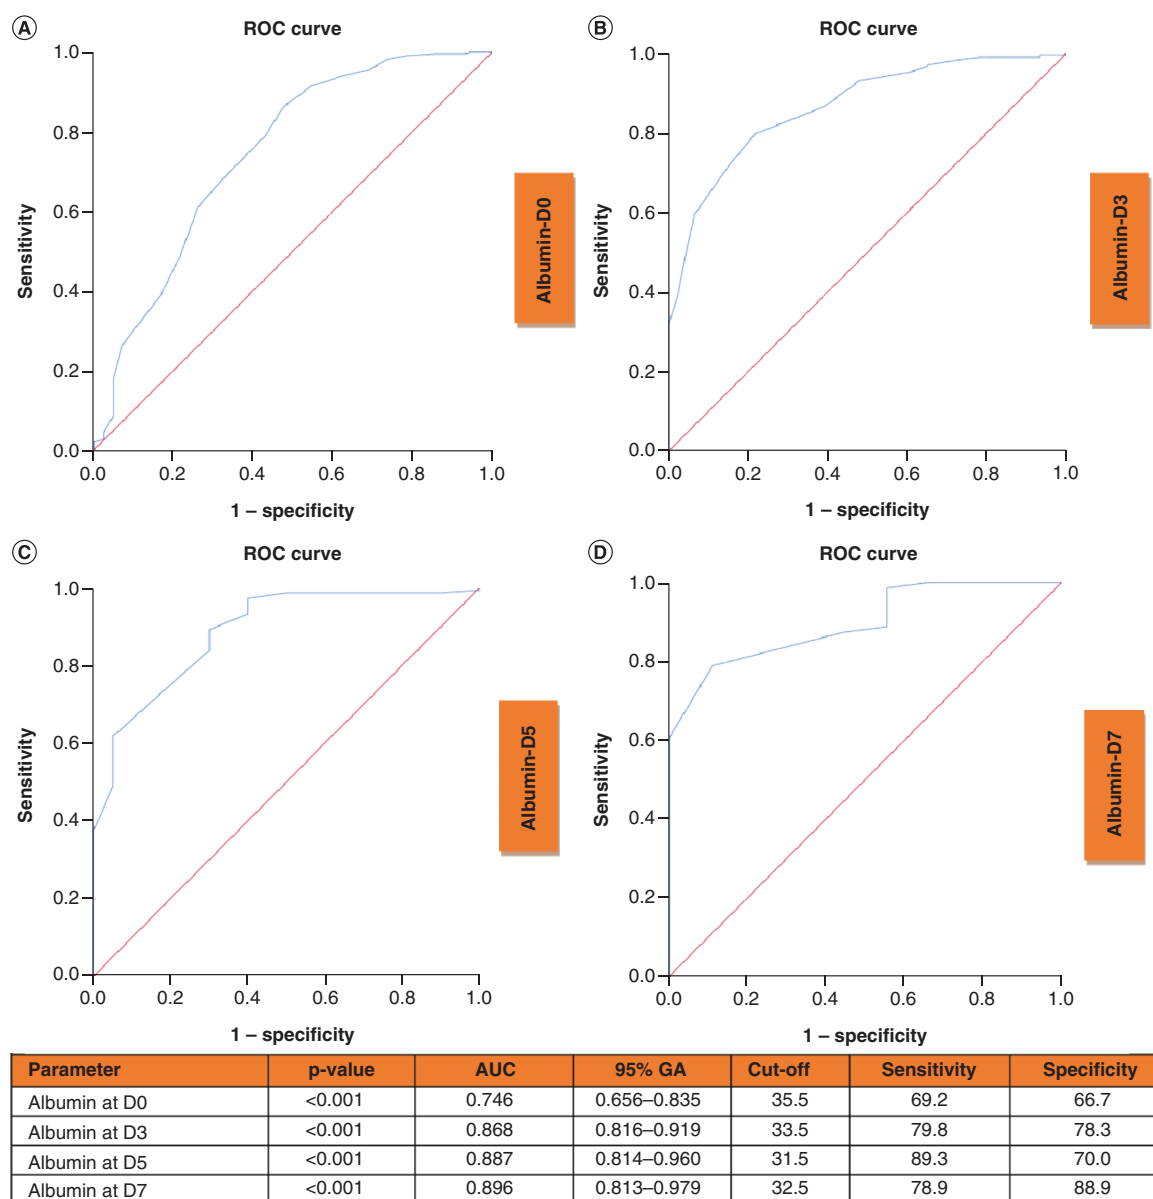 A
ROC curve
1.0
0.8
0.6
0.4
0.2
0.0
Sensitivity
0.0 0.2 0.4 0.6 0.8 1.0
1 – specificity
Albumin-D0
B
ROC curve
1.0
0.8
0.6
0.4
0.2
0.0
Sensitivity
0.0 0.2 0.4 0.6 0.8 1.0
1 – specificity
Albumin-D3
C
ROC curve
1.0
0.8
0.6
0.4
0.2
0.0
Sensitivity
0.0 0.2 0.4 0.6 0.8 1.0
1 – specificity
Albumin-D5
D
ROC curve
1.0
0.8
0.6
0.4
0.2
0.0
Sensitivity
0.0 0.2 0.4 0.6 0.8 1.0
1 – specificity
Albumin-D7
Parameter p-value AUC 95% GA Cut-off Sensitivity Specificity
Albumin at D0 <0.001 0.746 0.656–0.835 35.5 69.2 66.7
Albumin at D3 <0.001 0.868 0.816–0.919 33.5 79.8 78.3
Albumin at D5 <0.001 0.887 0.814–0.960 31.5 89.3 70.0
Albumin at D7 <0.001 0.896 0.813–0.979 32.5 78.9 88.9